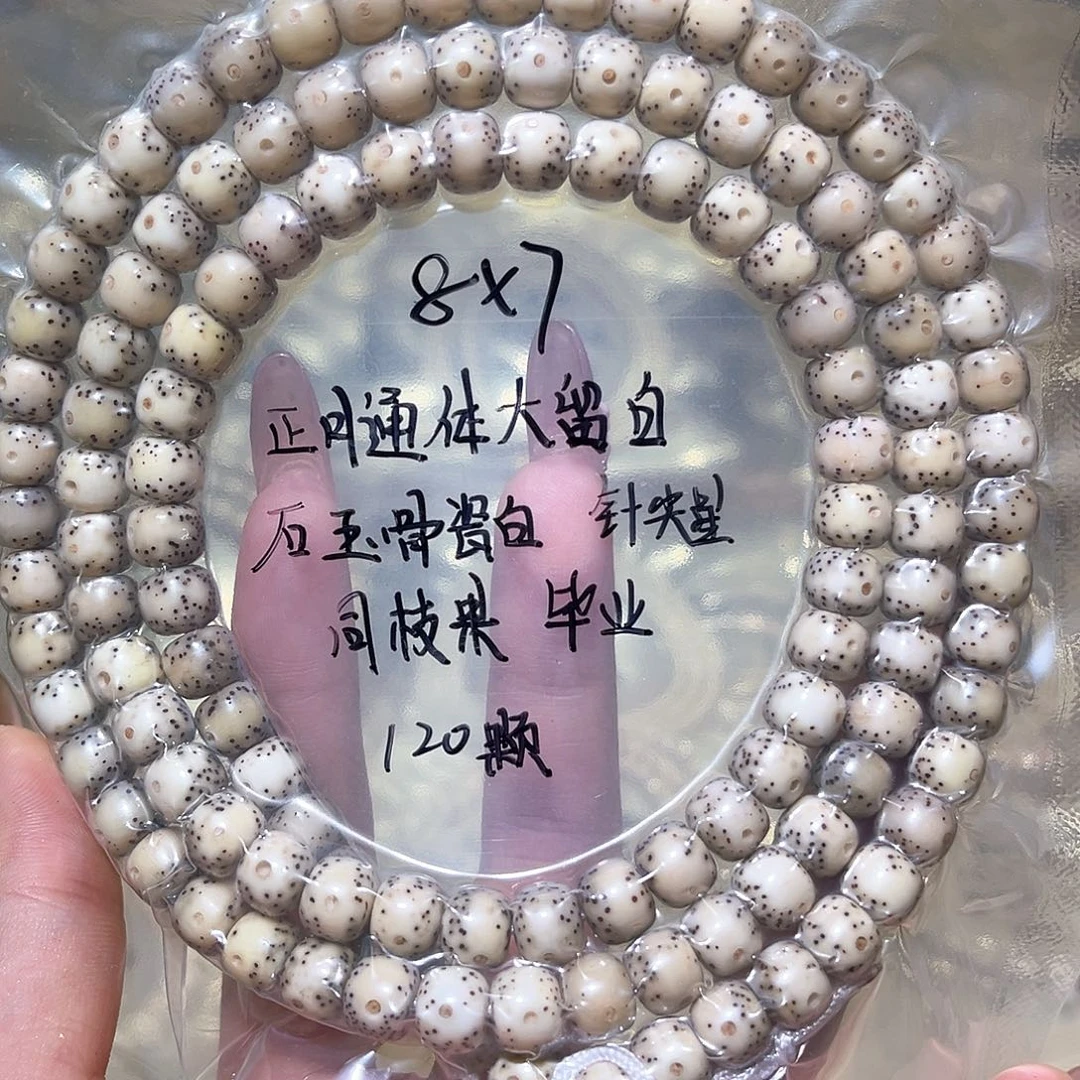 8x7
正月通体大留白
石玉骨瓷白 针尖盘
同枝果 毕业
120颗